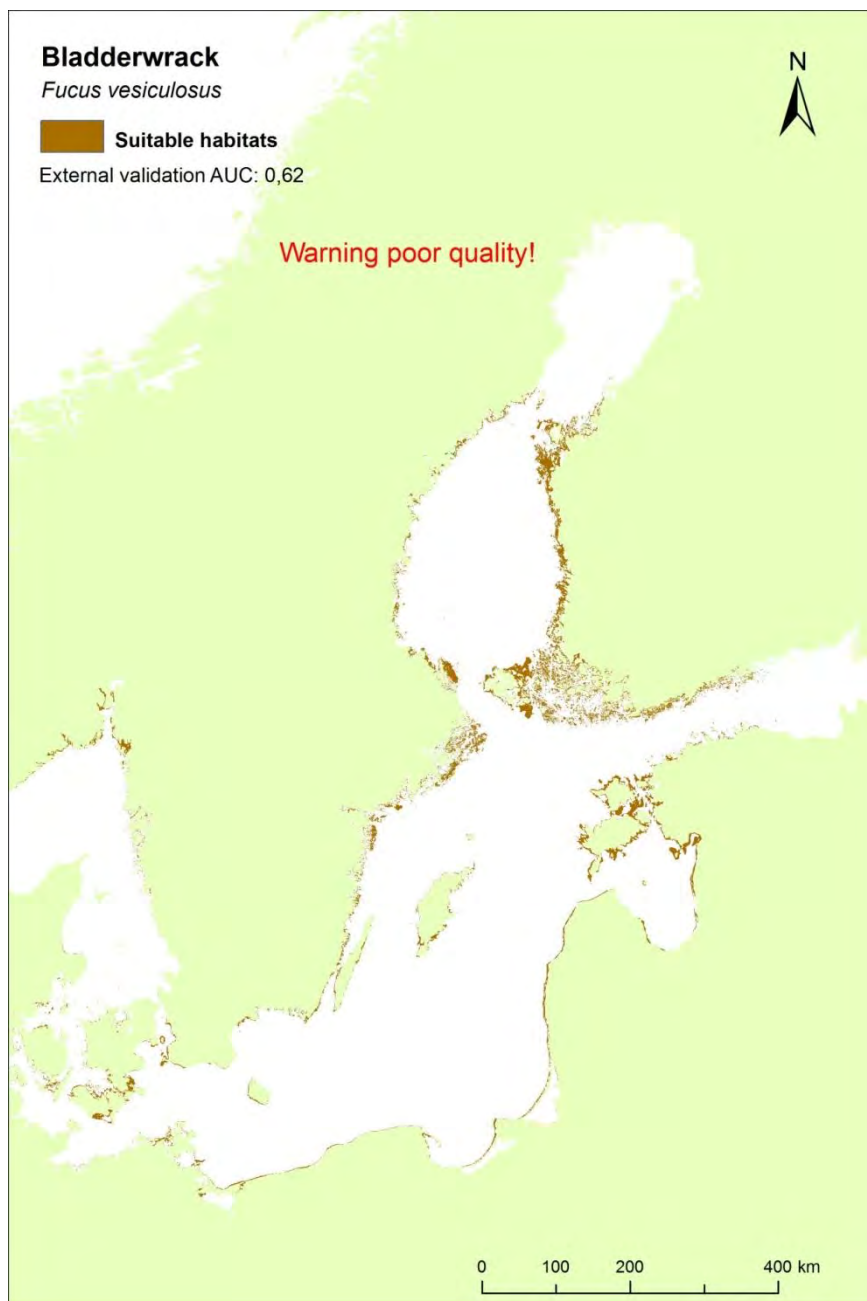 Bladderwrack
Fucus vesiculosus
Suitable habitats
External validation AUC: 0,62
N
Warning poor quality!
0 100 200 400 km